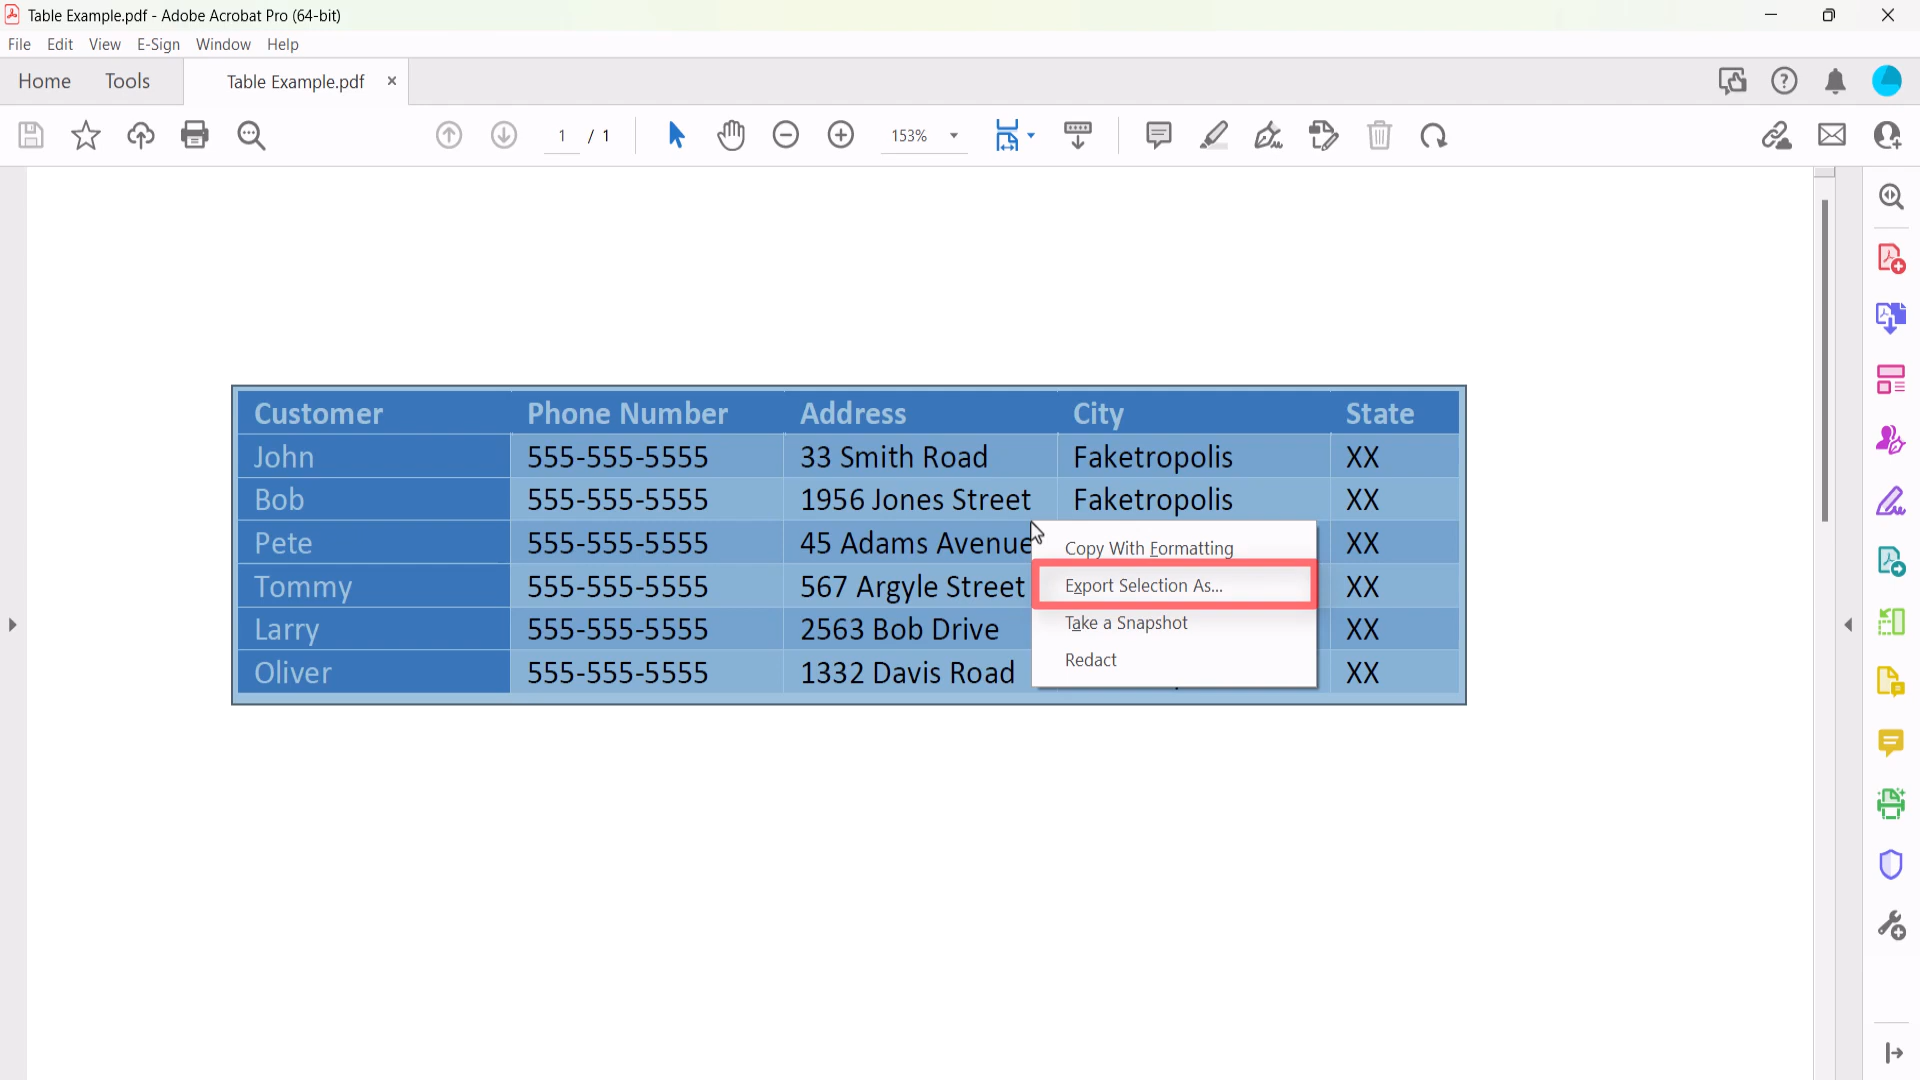 Table Example.pdf - Adobe Acrobat Pro (64-bit)
File Edit View E-Sign Window Help
Home Tools Table Example.pdf ×
1 / 1 153%
Customer Phone Number Address City State
John 555-555-5555 33 Smith Road Faketropolis XX
Bob 555-555-5555 1956 Jones Street Faketropolis XX
Pete 555-555-5555 45 Adams Avenue XX
Tommy 555-555-5555 567 Argyle Street XX
Larry 555-555-5555 2563 Bob Drive XX
Oliver 555-555-5555 1332 Davis Road XX
Copy With Formatting
Export Selection As...
Take a Snapshot
Redact